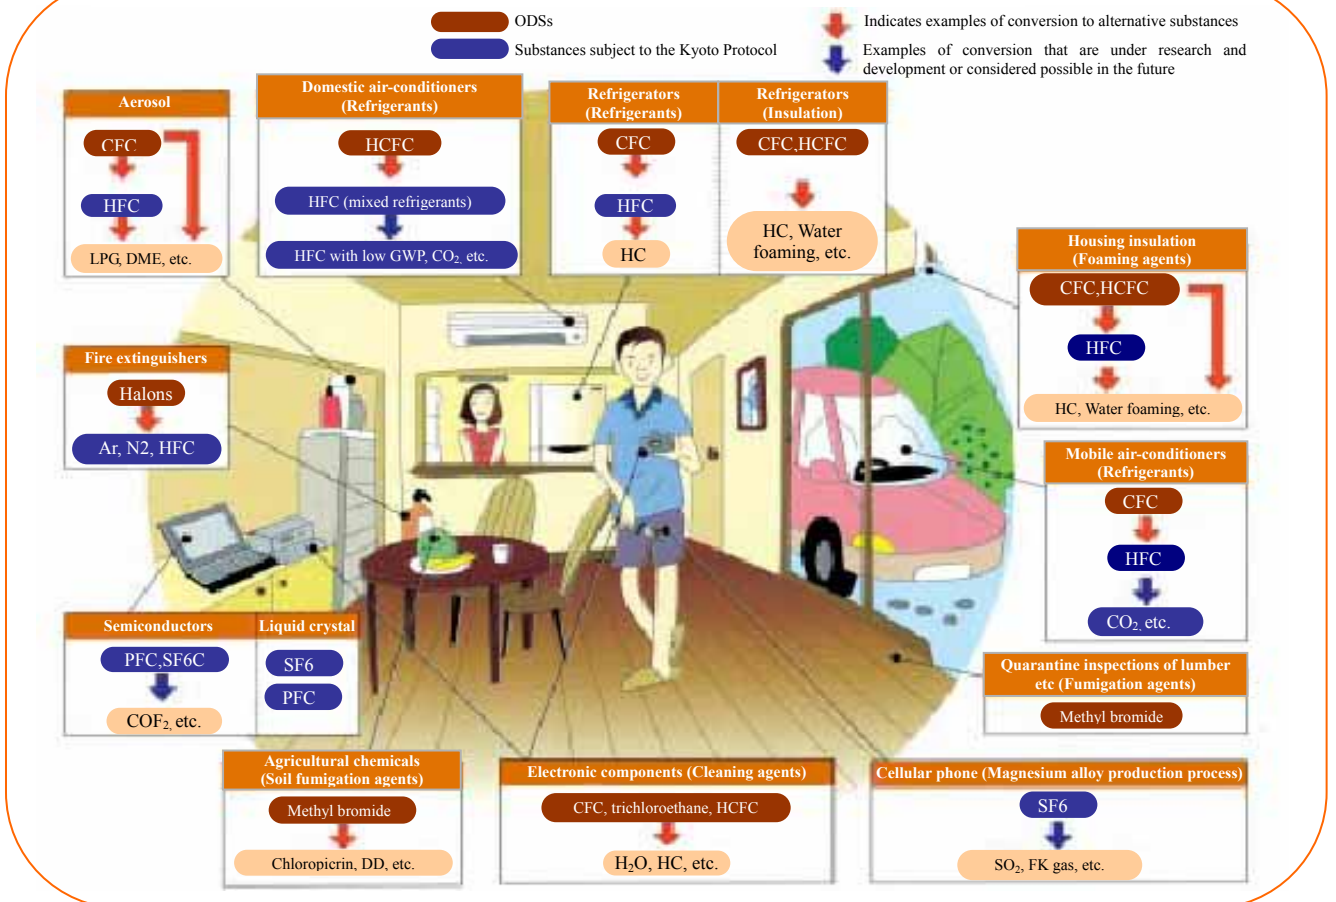 ODSs
Substances subject to the Kyoto Protocol
Indicates examples of conversion to alternative substances
Examples of conversion that are under research and
development or considered possible in the future
Aerosol
CFC
HFC
LPG, DME, etc.
Domestic air-conditioners
(Refrigerants)
HCFC
HFC (mixed refrigerants)
HFC with low GWP, CO₂, etc.
Refrigerators
(Refrigerants)
CFC
HFC
HC
Refrigerators
(Insulation)
CFC,HCFC
HC, Water
foaming, etc.
Housing insulation
(Foaming agents)
CFC,HCFC
HFC
HC, Water foaming, etc.
Fire extinguishers
Halons
Ar, N2, HFC
Mobile air-conditioners
(Refrigerants)
CFC
HFC
CO₂, etc.
Semiconductors
PFC,SF6C
COF₂, etc.
Liquid crystal
SF6
PFC
Quarantine inspections of lumber
etc (Fumigation agents)
Methyl bromide
Agricultural chemicals
(Soil fumigation agents)
Methyl bromide
Chloropicrin, DD, etc.
Electronic components (Cleaning agents)
CFC, trichloroethane, HCFC
H₂O, HC, etc.
Cellular phone (Magnesium alloy production process)
SF6
SO₂, FK gas, etc.